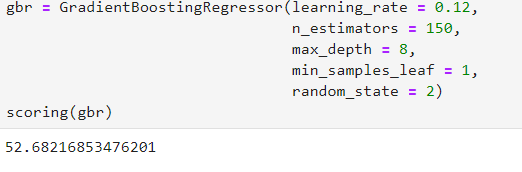 gbr = GradientBoostingRegressor(learning_rate = 0.12,
n_estimators = 150,
max_depth = 8,
min_samples_leaf = 1,
random_state = 2)
scoring(gbr)
52.68216853476201